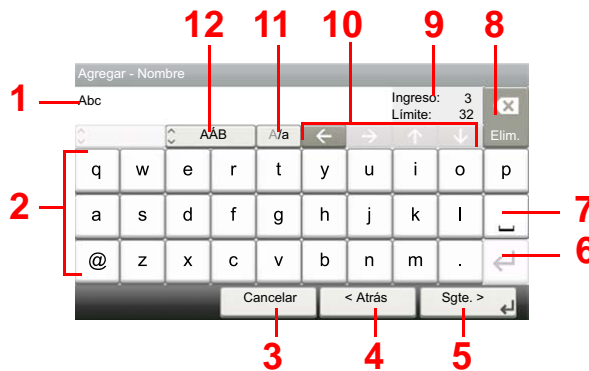 12 11 10 9 8
Agregar - Nombre
1 Abc Ingreso: 3
Límite: 32
AÁB A/a ← → ↑ ↓ Elim.
q w e r t y u i o p
2 a s d f g h j k l 7
@ z x c v b n m . 6
Cancelar < Atrás Sgte. >
3 4 5